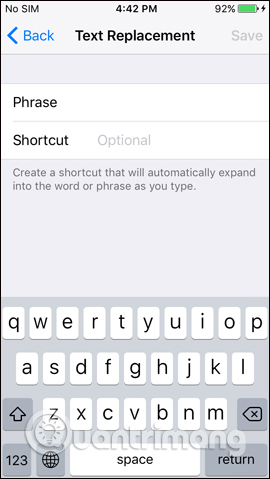 No SIM 4:42 PM 92%
Back Text Replacement Save
Phrase
Shortcut Optional
Create a shortcut that will automatically expand
into the word or phrase as you type.
q w e r t y u i o p
a s d f g h j k l
z x c v b n m
Quantrimang
123 space return